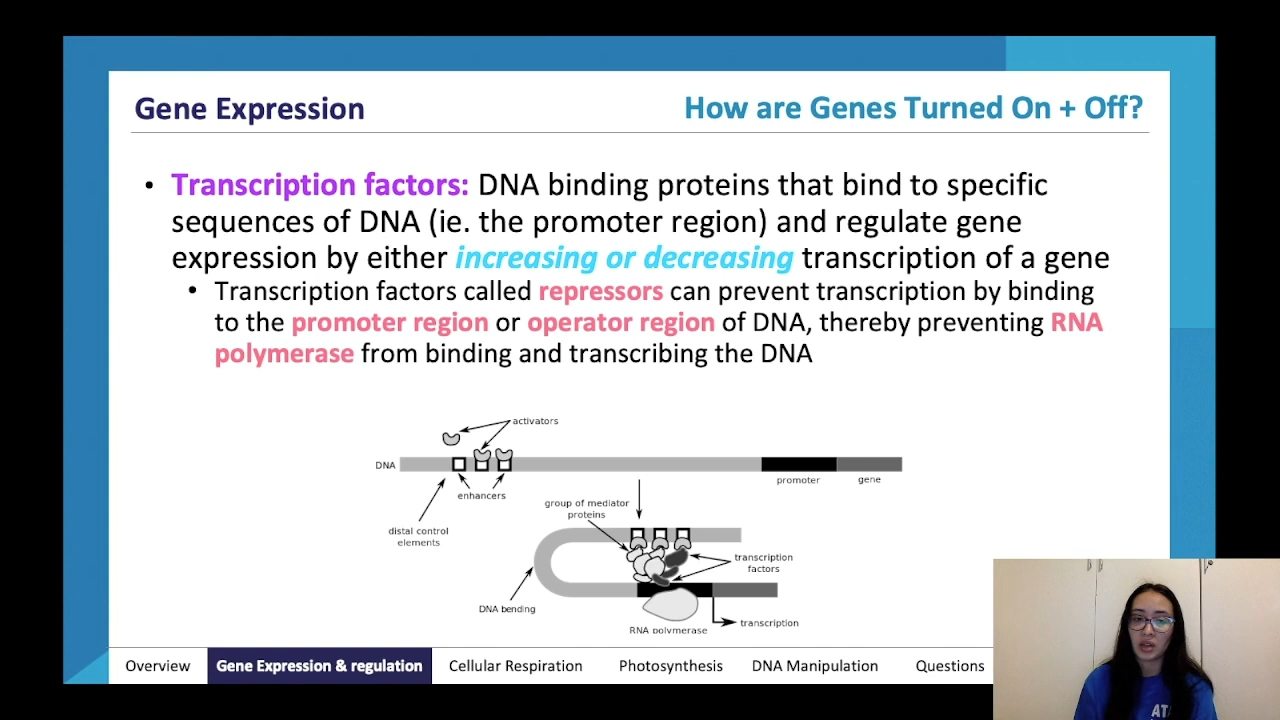 Gene Expression
How are Genes Turned On + Off?
• Transcription factors: DNA binding proteins that bind to specific
sequences of DNA (ie. the promoter region) and regulate gene
expression by either increasing or decreasing transcription of a gene
• Transcription factors called repressors can prevent transcription by binding
to the promoter region or operator region of DNA, thereby preventing RNA
polymerase from binding and transcribing the DNA
activators
DNA
enhancers
promoter
gene
distal control
elements
group of mediator
proteins
transcription
factors
DNA bending
RNA polymerase
transcription
Overview
Gene Expression & regulation
Cellular Respiration
Photosynthesis
DNA Manipulation
Questions